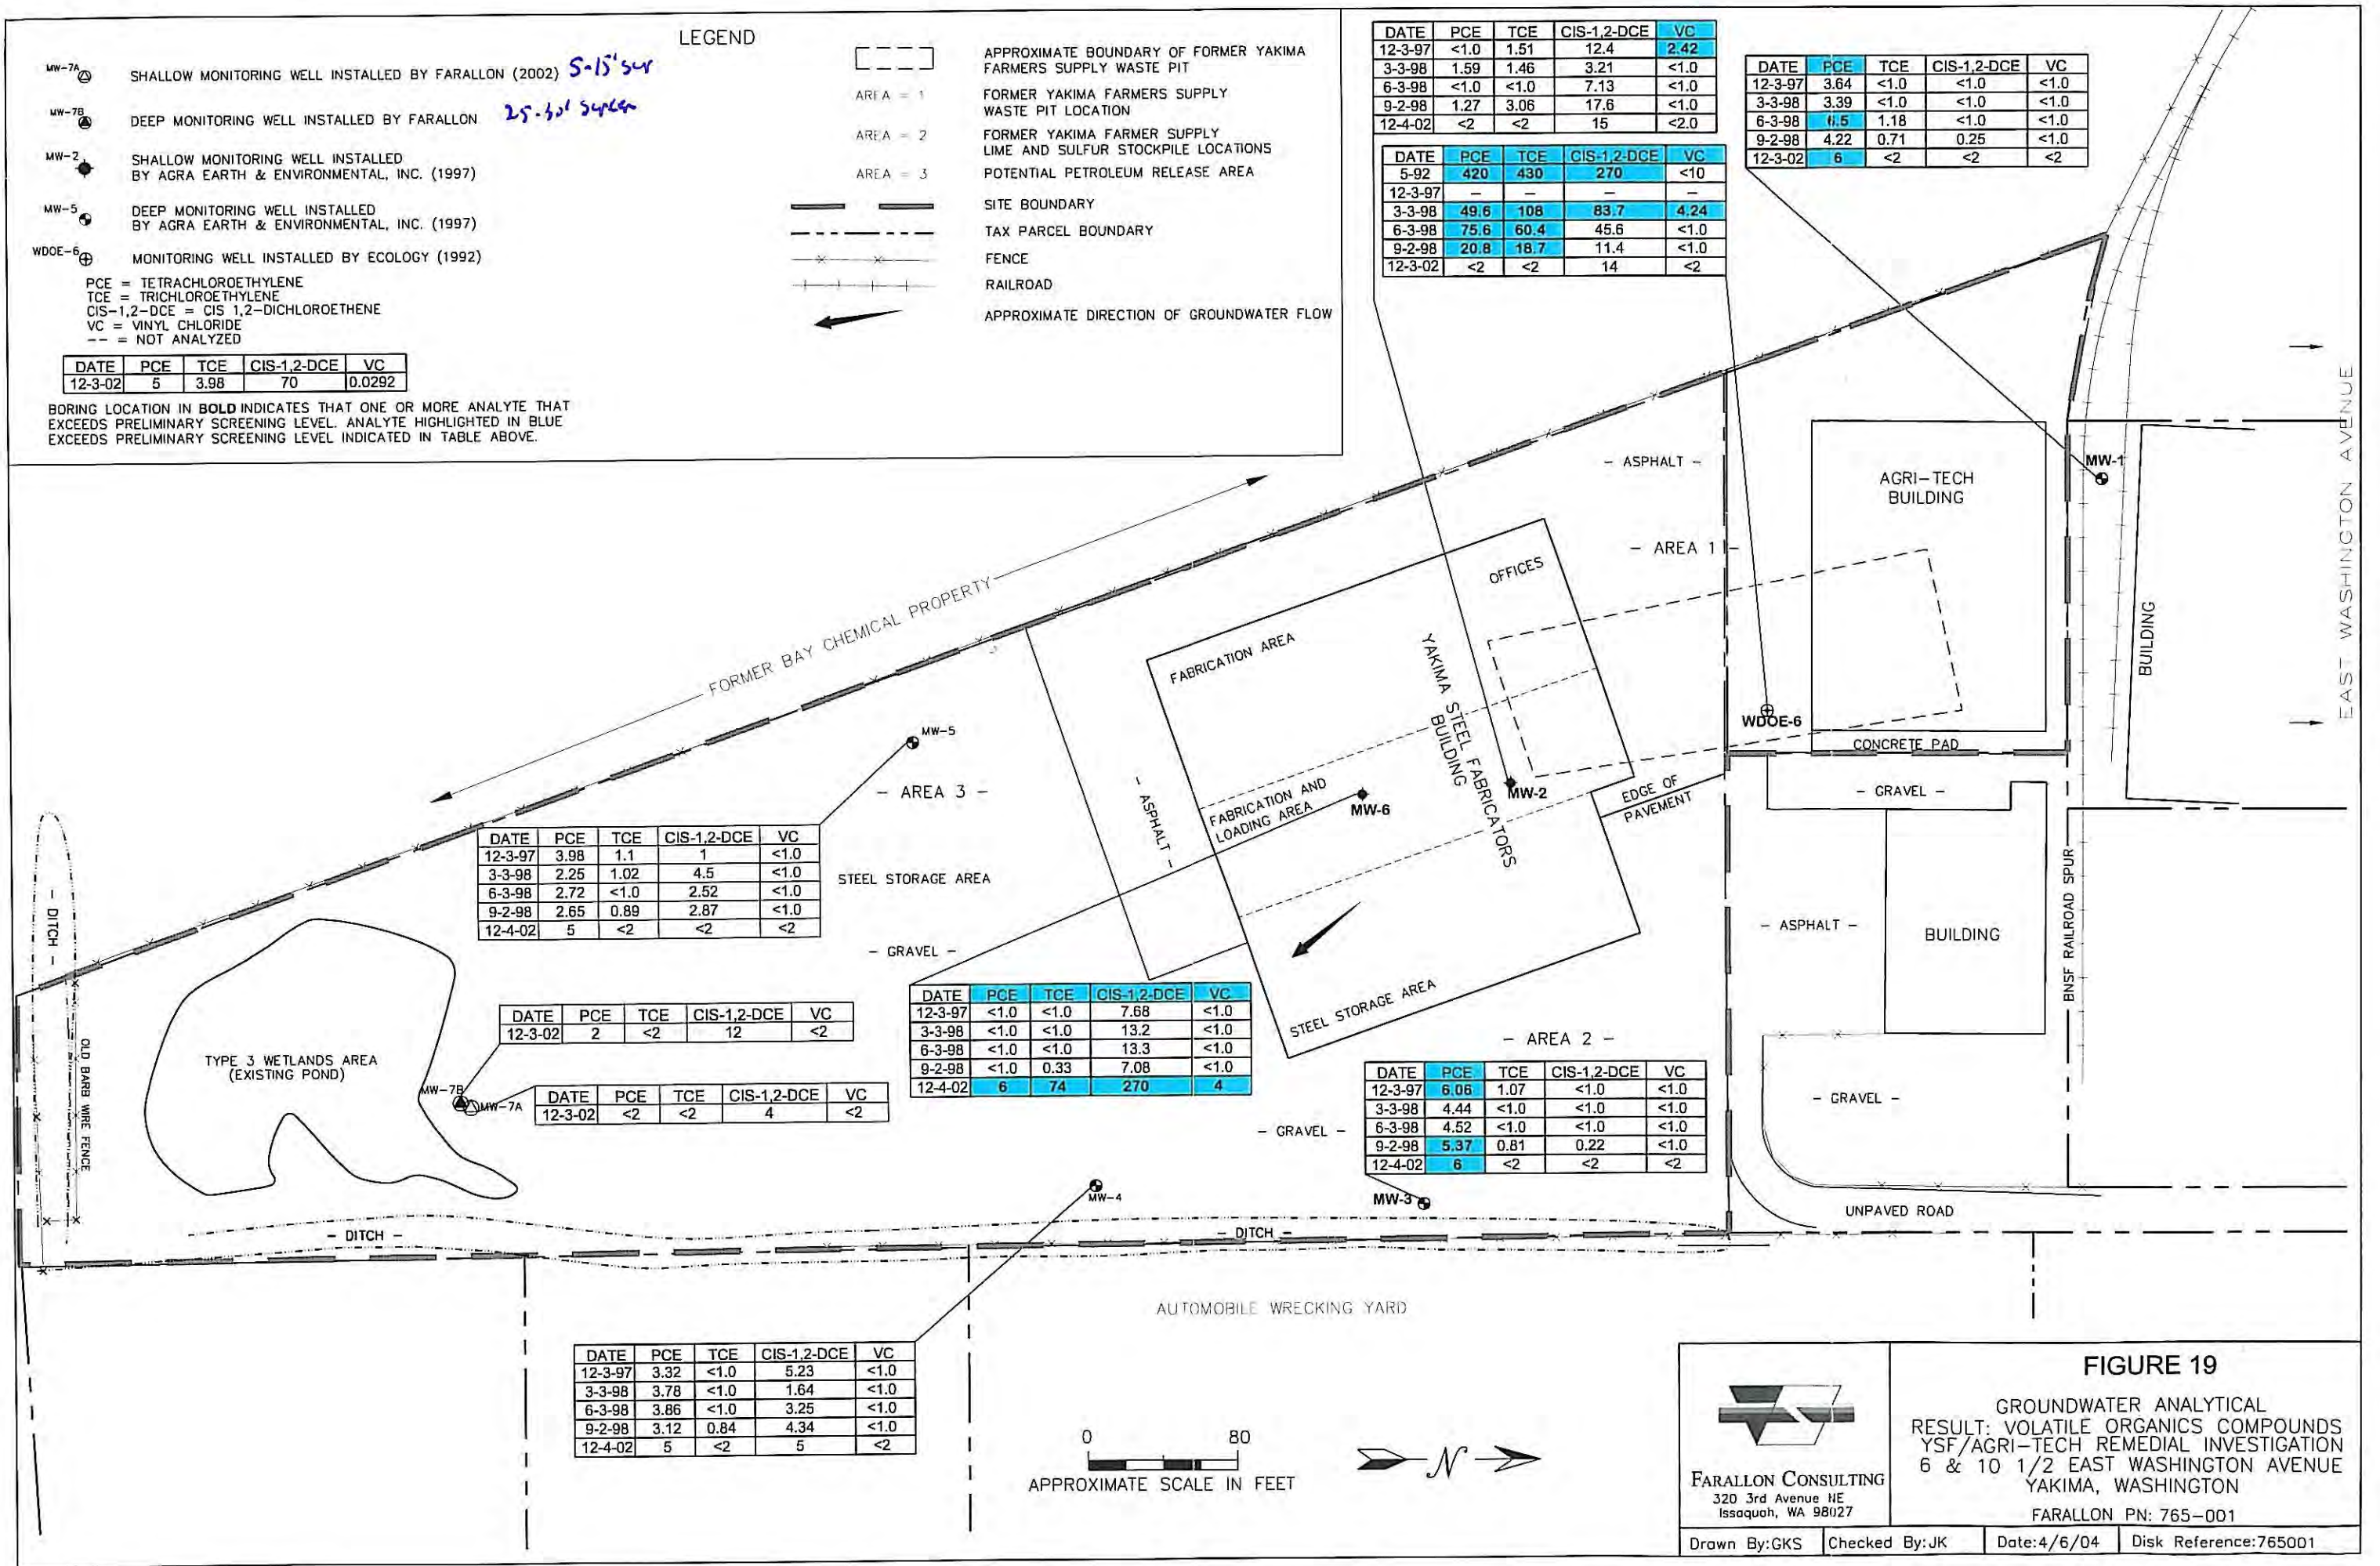 LEGEND
MW-7A
SHALLOW MONITORING WELL INSTALLED BY FARALLON (2002) 5-15' scr
MW-7B
DEEP MONITORING WELL INSTALLED BY FARALLON
MW-2
SHALLOW MONITORING WELL INSTALLED
BY AGRA EARTH & ENVIRONMENTAL, INC. (1997)
MW-5
DEEP MONITORING WELL INSTALLED
BY AGRA EARTH & ENVIRONMENTAL, INC. (1997)
WDOE-6
MONITORING WELL INSTALLED BY ECOLOGY (1992)
PCE = TETRACHLOROETHYLENE
TCE = TRICHLOROETHYLENE
CIS-1,2-DCE = CIS 1,2-DICHLOROETHENE
VC = VINYL CHLORIDE
-- = NOT ANALYZED
DATE PCE TCE CIS-1,2-DCE VC
12-3-02 5 3.98 70 0.0292
BORING LOCATION IN BOLD INDICATES THAT ONE OR MORE ANALYTE THAT
EXCEEDS PRELIMINARY SCREENING LEVEL. ANALYTE HIGHLIGHTED IN BLUE
EXCEEDS PRELIMINARY SCREENING LEVEL INDICATED IN TABLE ABOVE.
APPROXIMATE BOUNDARY OF FORMER YAKIMA
FARMERS SUPPLY WASTE PIT
AREA = 1
FORMER YAKIMA FARMERS SUPPLY
WASTE PIT LOCATION
AREA = 2
FORMER YAKIMA FARMER SUPPLY
LIME AND SULFUR STOCKPILE LOCATIONS
AREA = 3
POTENTIAL PETROLEUM RELEASE AREA
SITE BOUNDARY
TAX PARCEL BOUNDARY
FENCE
RAILROAD
APPROXIMATE DIRECTION OF GROUNDWATER FLOW
DATE PCE TCE CIS-1,2-DCE VC
12-3-97 <1.0 1.51 12.4 2.42
3-3-98 1.59 1.46 3.21 <1.0
6-3-98 <1.0 <1.0 7.13 <1.0
9-2-98 1.27 3.06 17.6 <1.0
12-4-02 <2 <2 15 <2.0
DATE PCE TCE CIS-1,2-DCE VC
5-92 420 430 270 <10
12-3-97 – – – –
3-3-98 49.6 108 83.7 4.24
6-3-98 75.6 60.4 45.6 <1.0
9-2-98 20.8 18.7 11.4 <1.0
12-3-02 <2 <2 14 <2
DATE PCE TCE CIS-1,2-DCE VC
12-3-97 3.64 <1.0 <1.0 <1.0
3-3-98 3.39 <1.0 <1.0 <1.0
6-3-98 6.5 1.18 <1.0 <1.0
9-2-98 4.22 0.71 0.25 <1.0
12-3-02 6 <2 <2 <2
EAST WASHINGTON AVENUE
MW-1
BUILDING
- ASPHALT -
AGRI-TECH
BUILDING
- AREA 1 -
OFFICES
FORMER BAY CHEMICAL PROPERTY
FABRICATION AREA
YAKIMA STEEL FABRICATORS
BUILDING
WDOE-6
CONCRETE PAD
MW-5
- AREA 3 -
- ASPHALT -
FABRICATION AND
LOADING AREA
MW-6
MW-2
EDGE OF
PAVEMENT
- GRAVEL -
DATE PCE TCE CIS-1,2-DCE VC
12-3-97 3.98 1.1 1 <1.0
3-3-98 2.25 1.02 4.5 <1.0
6-3-98 2.72 <1.0 2.52 <1.0
9-2-98 2.65 0.89 2.87 <1.0
12-4-02 5 <2 <2 <2
STEEL STORAGE AREA
- GRAVEL -
- ASPHALT -
BUILDING
BNSF RAILROAD SPUR
- DITCH -
OLD BARB WIRE FENCE
TYPE 3 WETLANDS AREA
(EXISTING POND)
DATE PCE TCE CIS-1,2-DCE VC
12-3-02 2 <2 12 <2
MW-7B
MW-7A
DATE PCE TCE CIS-1,2-DCE VC
12-3-02 <2 <2 4 <2
DATE PCE TCE CIS-1,2-DCE VC
12-3-97 <1.0 <1.0 7.68 <1.0
3-3-98 <1.0 <1.0 13.2 <1.0
6-3-98 <1.0 <1.0 13.3 <1.0
9-2-98 <1.0 0.33 7.08 <1.0
12-4-02 6 74 270 4
STEEL STORAGE AREA
- AREA 2 -
DATE PCE TCE CIS-1,2-DCE VC
12-3-97 6.06 1.07 <1.0 <1.0
3-3-98 4.44 <1.0 <1.0 <1.0
6-3-98 4.52 <1.0 <1.0 <1.0
9-2-98 5.37 0.81 0.22 <1.0
12-4-02 6 <2 <2 <2
- GRAVEL -
- GRAVEL -
MW-4
MW-3
UNPAVED ROAD
- DITCH -
- DITCH -
AUTOMOBILE WRECKING YARD
DATE PCE TCE CIS-1,2-DCE VC
12-3-97 3.32 <1.0 5.23 <1.0
3-3-98 3.78 <1.0 1.64 <1.0
6-3-98 3.86 <1.0 3.25 <1.0
9-2-98 3.12 0.84 4.34 <1.0
12-4-02 5 <2 5 <2
0 80
APPROXIMATE SCALE IN FEET
N
FARALLON CONSULTING
320 3rd Avenue NE
Issaquah, WA 98027
FIGURE 19
GROUNDWATER ANALYTICAL
RESULT: VOLATILE ORGANICS COMPOUNDS
YSF/AGRI-TECH REMEDIAL INVESTIGATION
6 & 10 1/2 EAST WASHINGTON AVENUE
YAKIMA, WASHINGTON
FARALLON PN: 765-001
Drawn By:GKS Checked By:JK Date:4/6/04 Disk Reference:765001